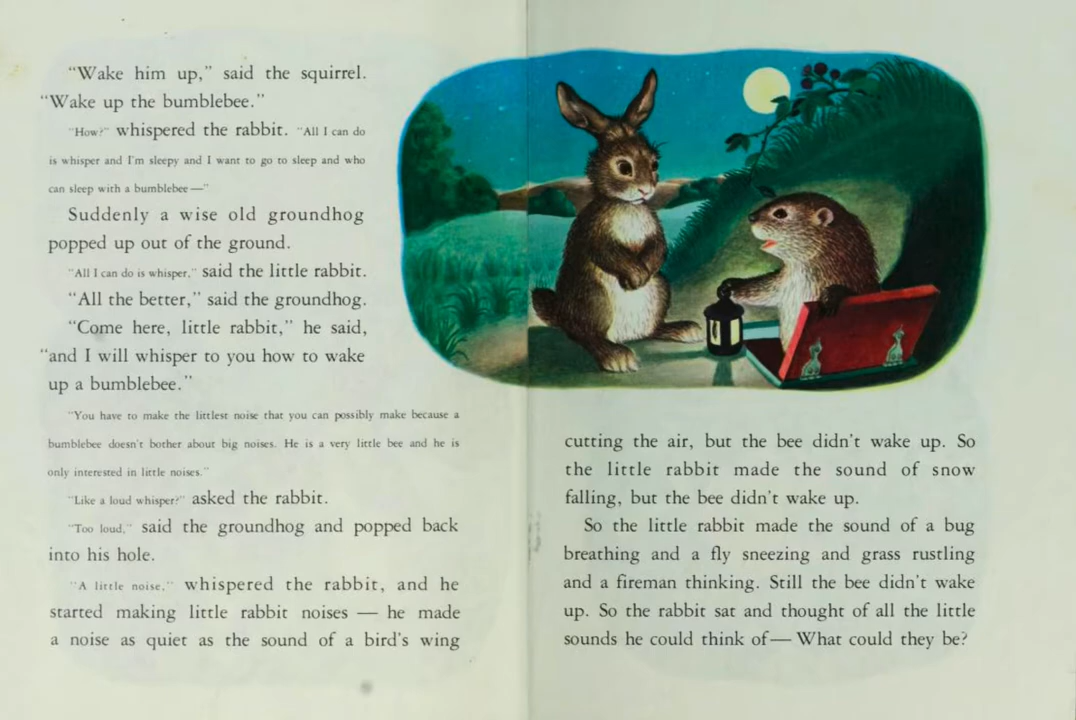 “Wake him up,” said the squirrel.
“Wake up the bumblebee.”
“How?” whispered the rabbit. “All I can do
is whisper and I'm sleepy and I want to go to sleep and who
can sleep with a bumblebee—”
Suddenly a wise old groundhog
popped up out of the ground.
“All I can do is whisper,” said the little rabbit.
“All the better,” said the groundhog.
“Come here, little rabbit,” he said,
“and I will whisper to you how to wake
up a bumblebee.”
“You have to make the littlest noise that you can possibly make because a
bumblebee doesn't bother about big noises. He is a very little bee and he is
only interested in little noises.”
“Like a loud whisper?” asked the rabbit.
“Too loud,” said the groundhog and popped back
into his hole.
“A little noise,” whispered the rabbit, and he
started making little rabbit noises — he made
a noise as quiet as the sound of a bird's wing
cutting the air, but the bee didn't wake up. So
the little rabbit made the sound of snow
falling, but the bee didn't wake up.
So the little rabbit made the sound of a bug
breathing and a fly sneezing and grass rustling
and a fireman thinking. Still the bee didn't wake
up. So the rabbit sat and thought of all the little
sounds he could think of— What could they be?